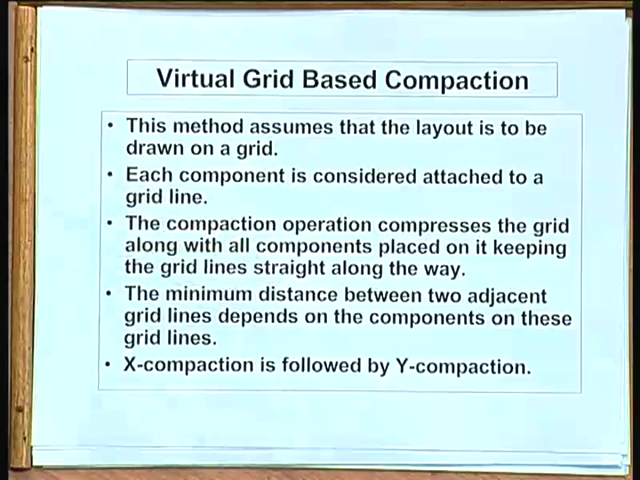 Virtual Grid Based Compaction
• This method assumes that the layout is to be
drawn on a grid.
• Each component is considered attached to a
grid line.
• The compaction operation compresses the grid
along with all components placed on it keeping
the grid lines straight along the way.
• The minimum distance between two adjacent
grid lines depends on the components on these
grid lines.
• X-compaction is followed by Y-compaction.